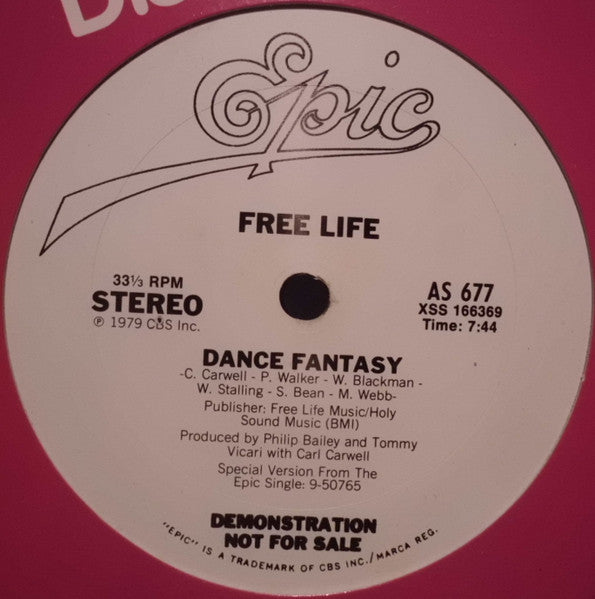 Epic
FREE LIFE
33⅓ RPM
STEREO
℗ 1979 CBS Inc.
AS 677
XSS 166369
Time: 7:44
DANCE FANTASY
-C. Carwell - P. Walker - W. Blackman -
W. Stalling - S. Bean - M. Webb-
Publisher: Free Life Music/Holy
Sound Music (BMI)
Produced by Philip Bailey and Tommy
Vicari with Carl Carwell
Special Version From The
Epic Single: 9-50765
DEMONSTRATION
NOT FOR SALE
"EPIC" IS A TRADEMARK OF CBS INC./MARCA REG.